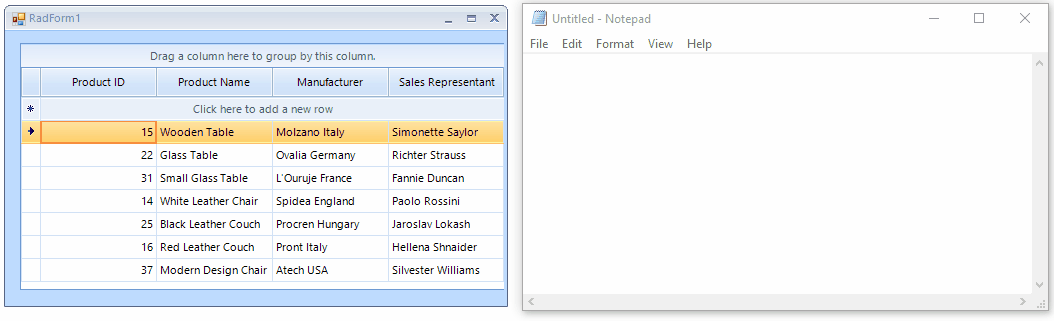 RadForm1
Drag a column here to group by this column.
Product ID Product Name Manufacturer Sales Representant
Click here to add a new row
15 Wooden Table Molzano Italy Simonette Saylor
22 Glass Table Ovalia Germany Richter Strauss
31 Small Glass Table L'Ouruje France Fannie Duncan
14 White Leather Chair Spidea England Paolo Rossini
25 Black Leather Couch Procren Hungary Jaroslav Lokash
16 Red Leather Couch Pront Italy Hellena Shnaider
37 Modern Design Chair Atech USA Silvester Williams
Untitled - Notepad
File Edit Format View Help